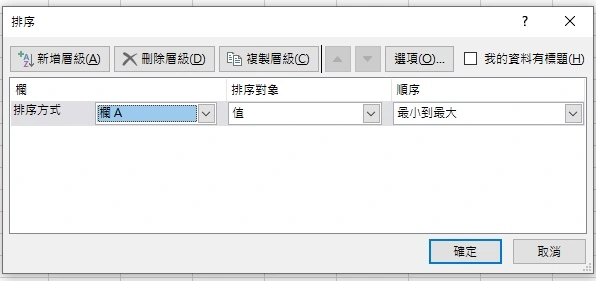 排序
新增層級(A) 刪除層級(D) 複製層級(C) 選項(O)... 我的資料有標題(H)
欄 排序對象 順序
排序方式 欄 A 值 最小到最大
確定 取消